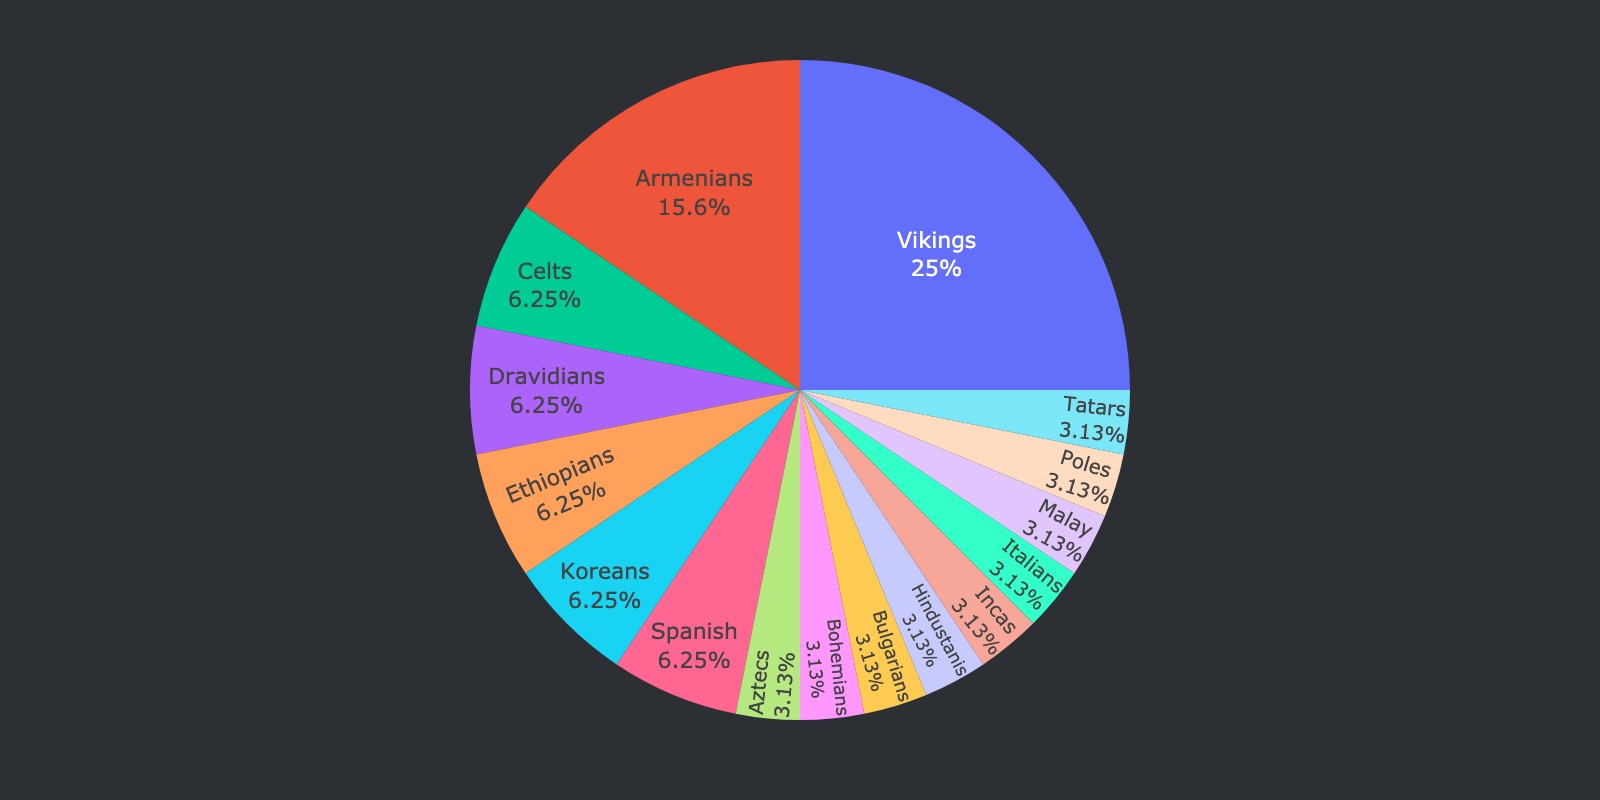 Vikings
25%
Armenians
15.6%
Celts
6.25%
Dravidians
6.25%
Ethiopians
6.25%
Koreans
6.25%
Spanish
6.25%
Aztecs
3.13%
Bohemians
3.13%
Bulgarians
3.13%
Hindustanis
3.13%
Incas
3.13%
Italians
3.13%
Malay
3.13%
Poles
3.13%
Tatars
3.13%